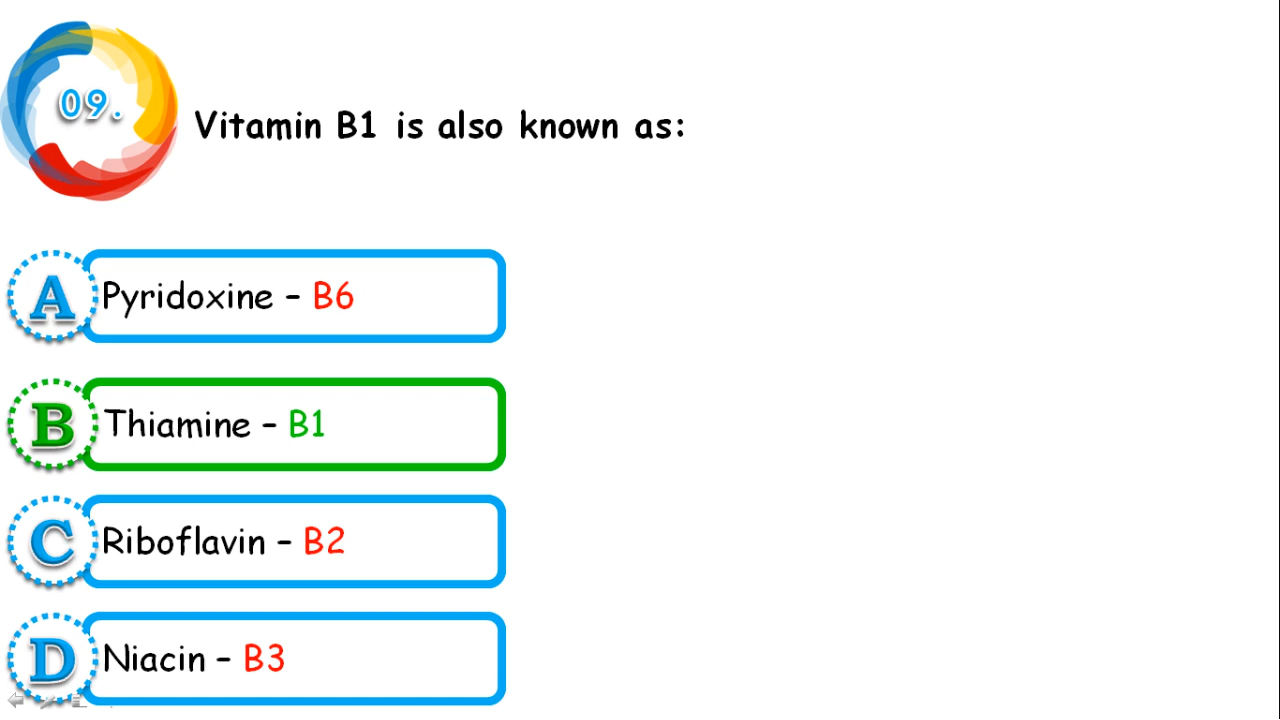 09.
Vitamin B1 is also known as:
A
Pyridoxine – B6
B
Thiamine – B1
C
Riboflavin – B2
D
Niacin – B3